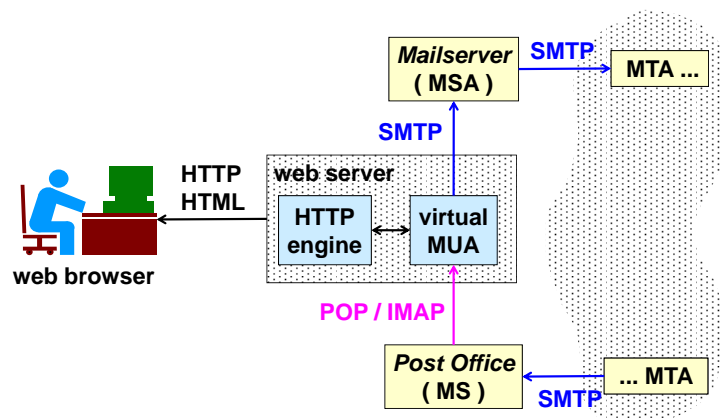 Mailserver
( MSA )
SMTP
MTA ...
SMTP
HTTP
HTML
web server
HTTP
engine
virtual
MUA
web browser
POP / IMAP
Post Office
( MS )
SMTP
... MTA